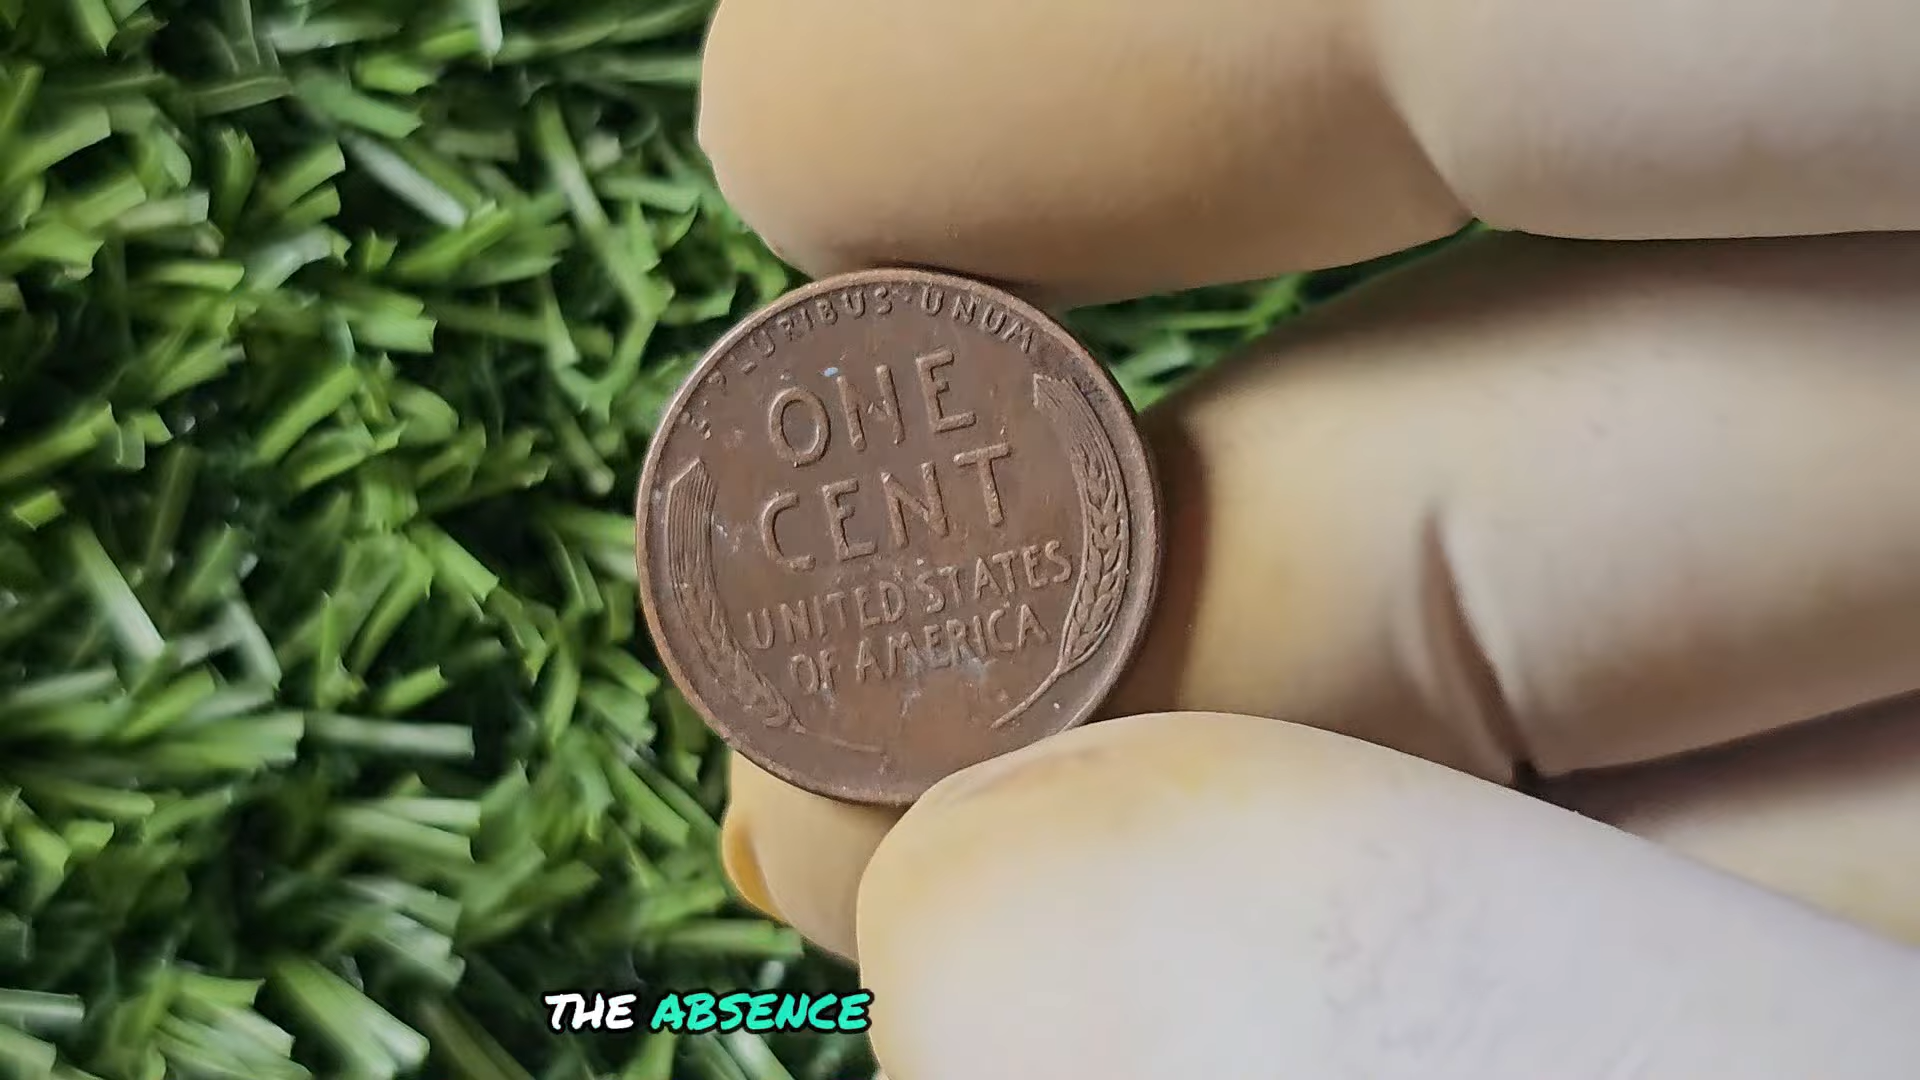 E·PLURIBUS·UNUM
ONE
CENT
UNITED STATES
OF AMERICA
THE ABSENCE